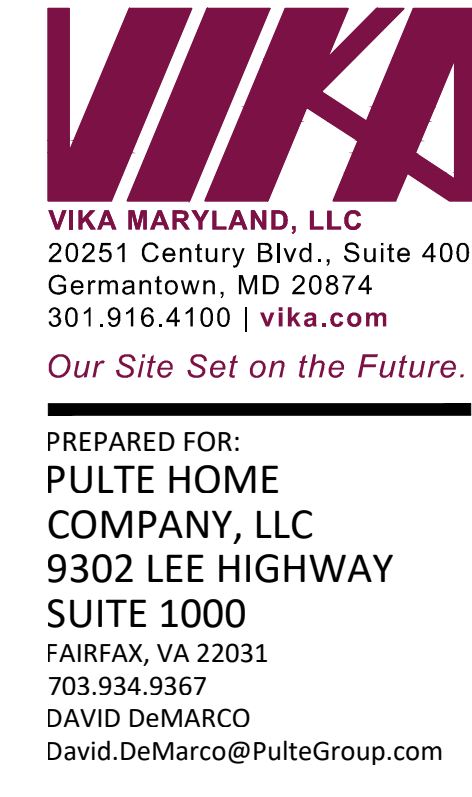 VIKA
VIKA MARYLAND, LLC
20251 Century Blvd., Suite 400
Germantown, MD 20874
301.916.4100 | vika.com
Our Site Set on the Future.
PREPARED FOR:
PULTE HOME
COMPANY, LLC
9302 LEE HIGHWAY
SUITE 1000
FAIRFAX, VA 22031
703.934.9367
DAVID DeMARCO
David.DeMarco@PulteGroup.com